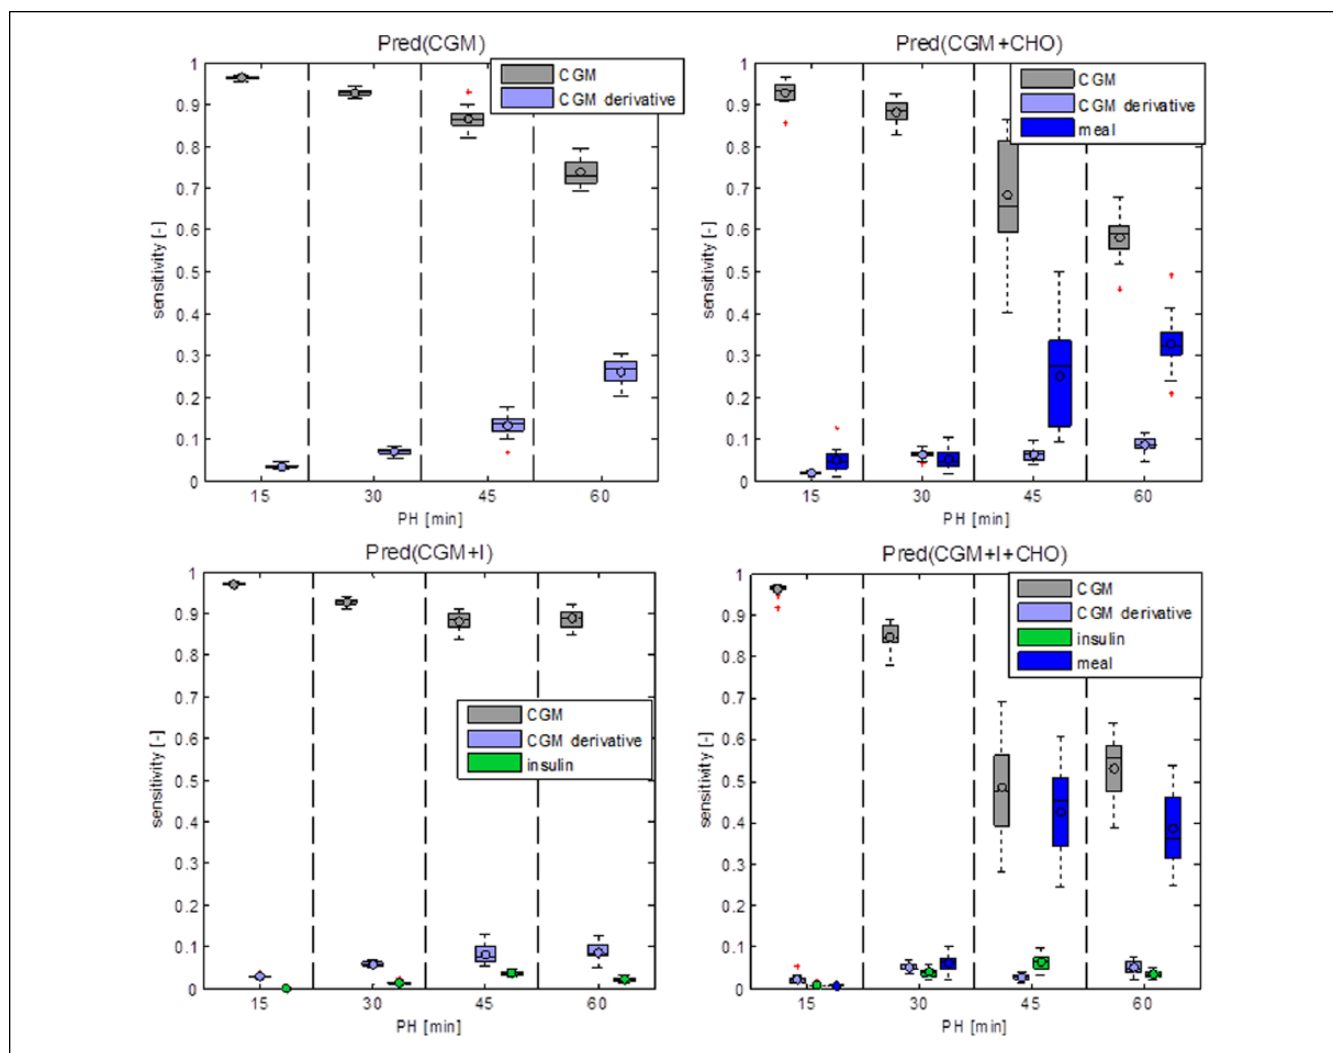 Pred(CGM)
CGM
CGM derivative
1
0.9
0.8
0.7
0.6
0.5
0.4
0.3
0.2
0.1
0
sensitivity [-]
15 30 45 60
PH [min]
Pred(CGM+CHO)
CGM
CGM derivative
meal
1
0.9
0.8
0.7
0.6
0.5
0.4
0.3
0.2
0.1
0
sensitivity [-]
15 30 45 60
PH [min]
Pred(CGM+I)
CGM
CGM derivative
insulin
1
0.9
0.8
0.7
0.6
0.5
0.4
0.3
0.2
0.1
0
sensitivity [-]
15 30 45 60
PH [min]
Pred(CGM+I+CHO)
CGM
CGM derivative
insulin
meal
1
0.9
0.8
0.7
0.6
0.5
0.4
0.3
0.2
0.1
0
sensitivity [-]
15 30 45 60
PH [min]